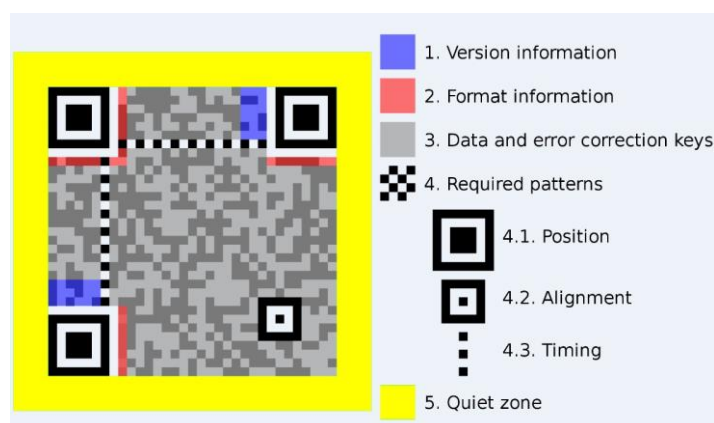 1. Version information
2. Format information
3. Data and error correction keys
4. Required patterns
4.1. Position
4.2. Alignment
4.3. Timing
5. Quiet zone